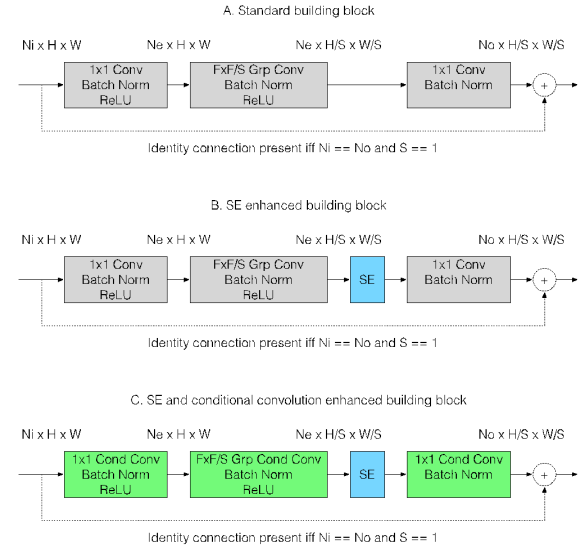 A. Standard building block
Ni x H x W Ne x H x W Ne x H/S x W/S No x H/S x W/S
1x1 Conv FxF/S Grp Conv 1x1 Conv
Batch Norm Batch Norm Batch Norm +
ReLU ReLU
Identity connection present iff Ni == No and S == 1
B. SE enhanced building block
Ni x H x W Ne x H x W Ne x H/S x W/S No x H/S x W/S
1x1 Conv FxF/S Grp Conv 1x1 Conv
Batch Norm Batch Norm SE Batch Norm +
ReLU ReLU
Identity connection present iff Ni == No and S == 1
C. SE and conditional convolution enhanced building block
Ni x H x W Ne x H x W Ne x H/S x W/S No x H/S x W/S
1x1 Cond Conv FxF/S Grp Cond Conv 1x1 Cond Conv
Batch Norm Batch Norm SE Batch Norm +
ReLU ReLU
Identity connection present iff Ni == No and S == 1